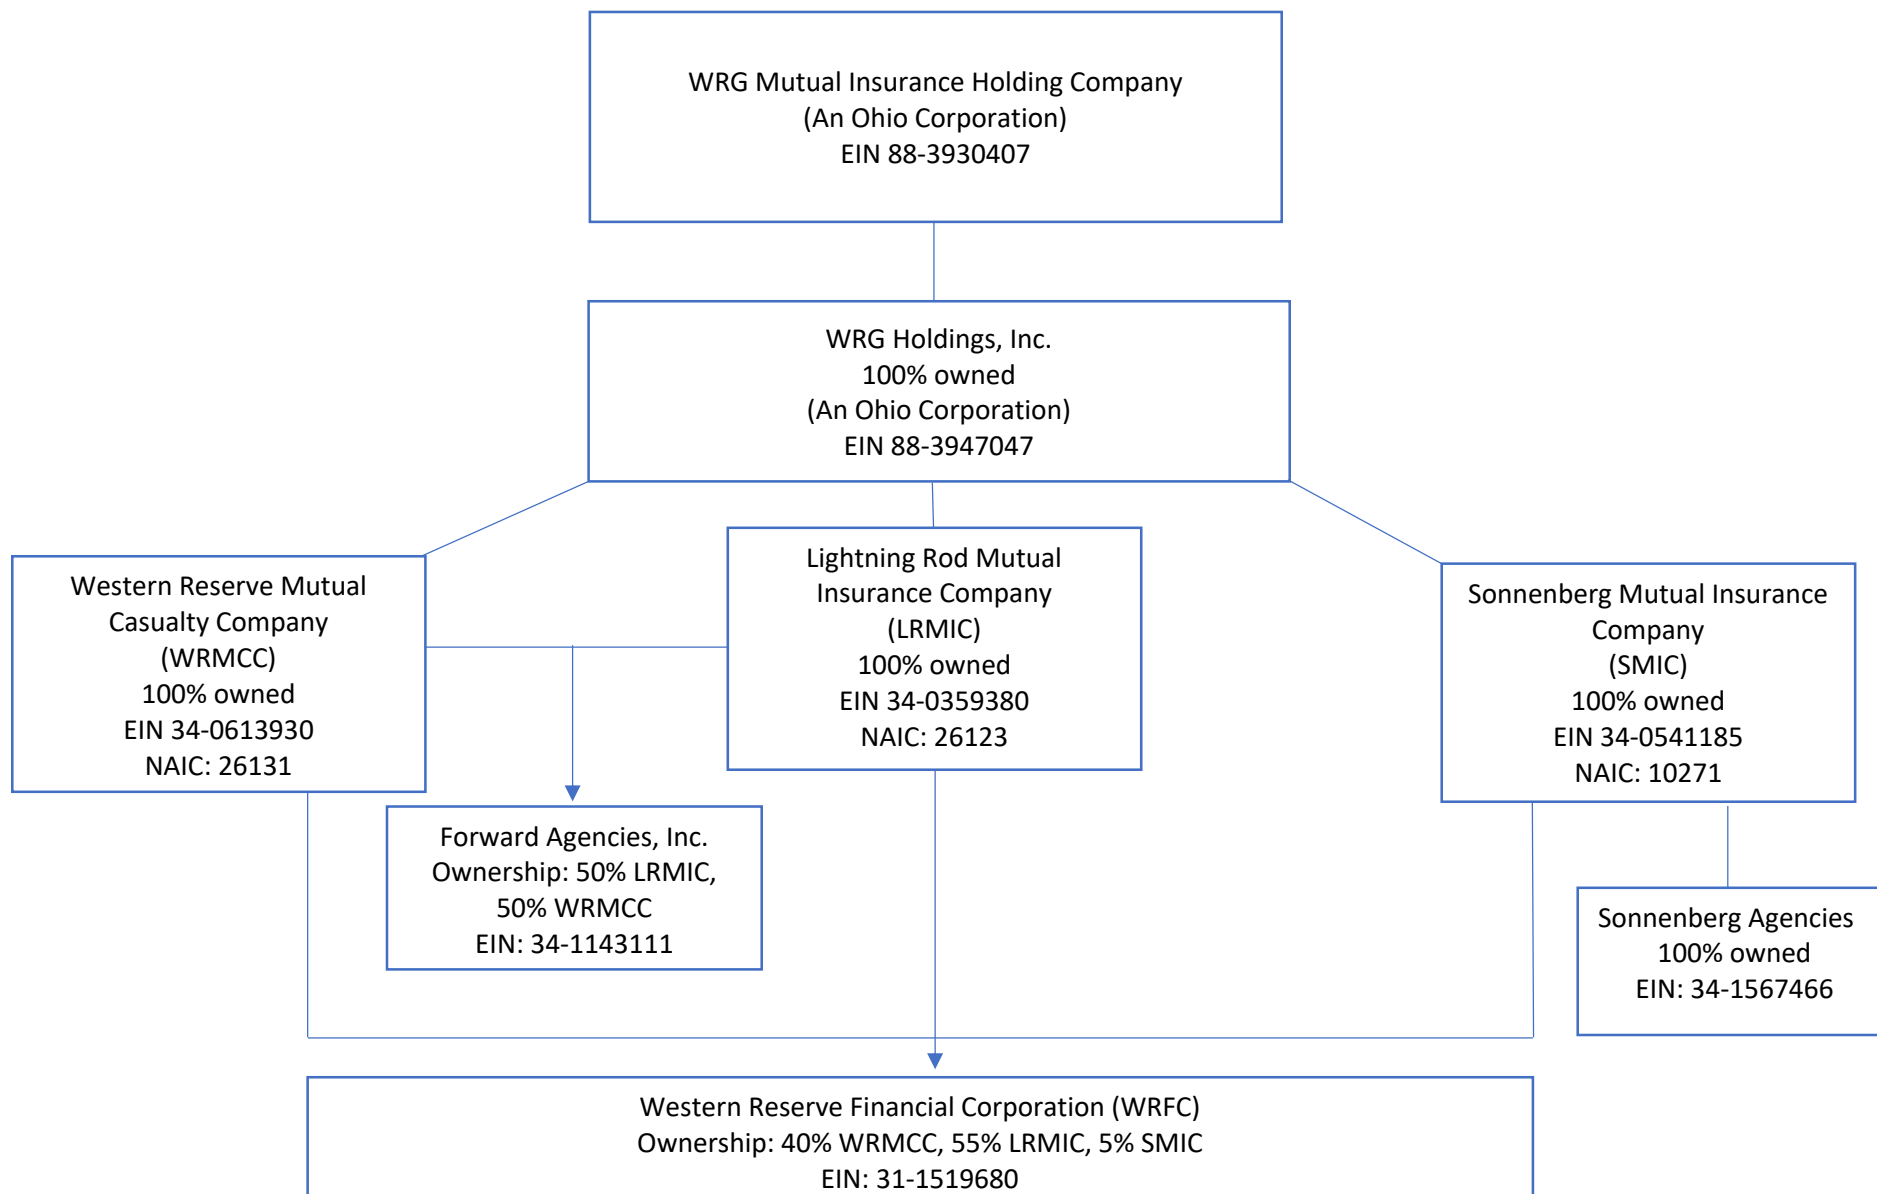 WRG Mutual Insurance Holding Company
(An Ohio Corporation)
EIN 88-3930407
WRG Holdings, Inc.
100% owned
(An Ohio Corporation)
EIN 88-3947047
Western Reserve Mutual
Casualty Company
(WRMCC)
100% owned
EIN 34-0613930
NAIC: 26131
Lightning Rod Mutual
Insurance Company
(LRMIC)
100% owned
EIN 34-0359380
NAIC: 26123
Sonnenberg Mutual Insurance
Company
(SMIC)
100% owned
EIN 34-0541185
NAIC: 10271
Forward Agencies, Inc.
Ownership: 50% LRMIC,
50% WRMCC
EIN: 34-1143111
Sonnenberg Agencies
100% owned
EIN: 34-1567466
Western Reserve Financial Corporation (WRFC)
Ownership: 40% WRMCC, 55% LRMIC, 5% SMIC
EIN: 31-1519680